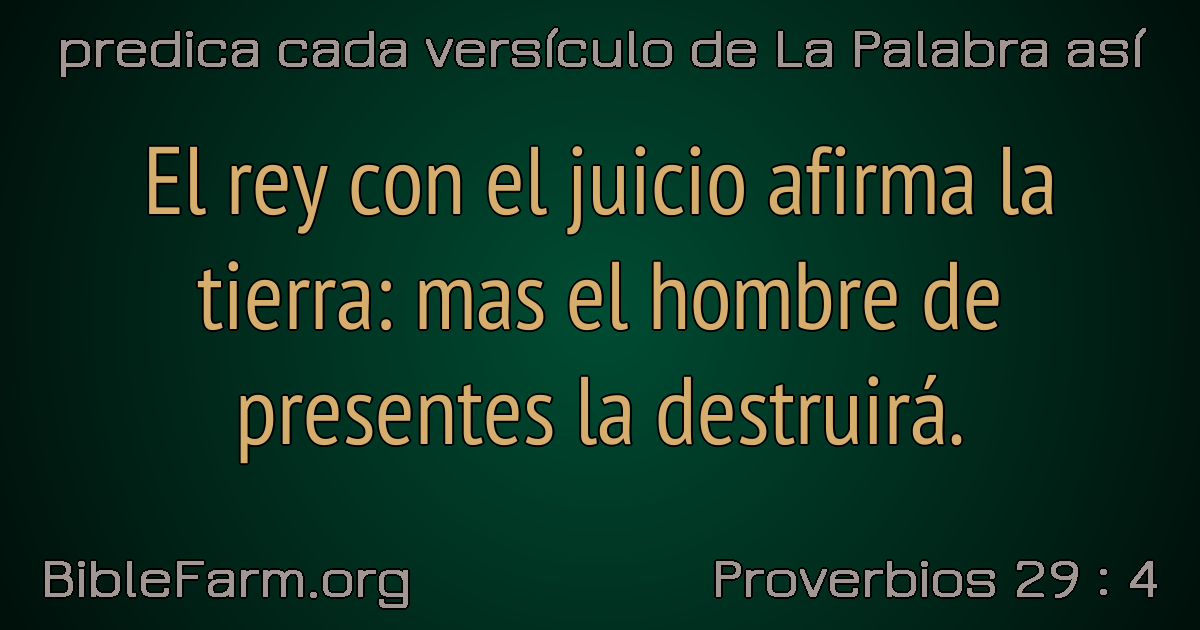 predica cada versículo de La Palabra así
El rey con el juicio afirma la
tierra: mas el hombre de
presentes la destruirá.
BibleFarm.org
Proverbios 29 : 4